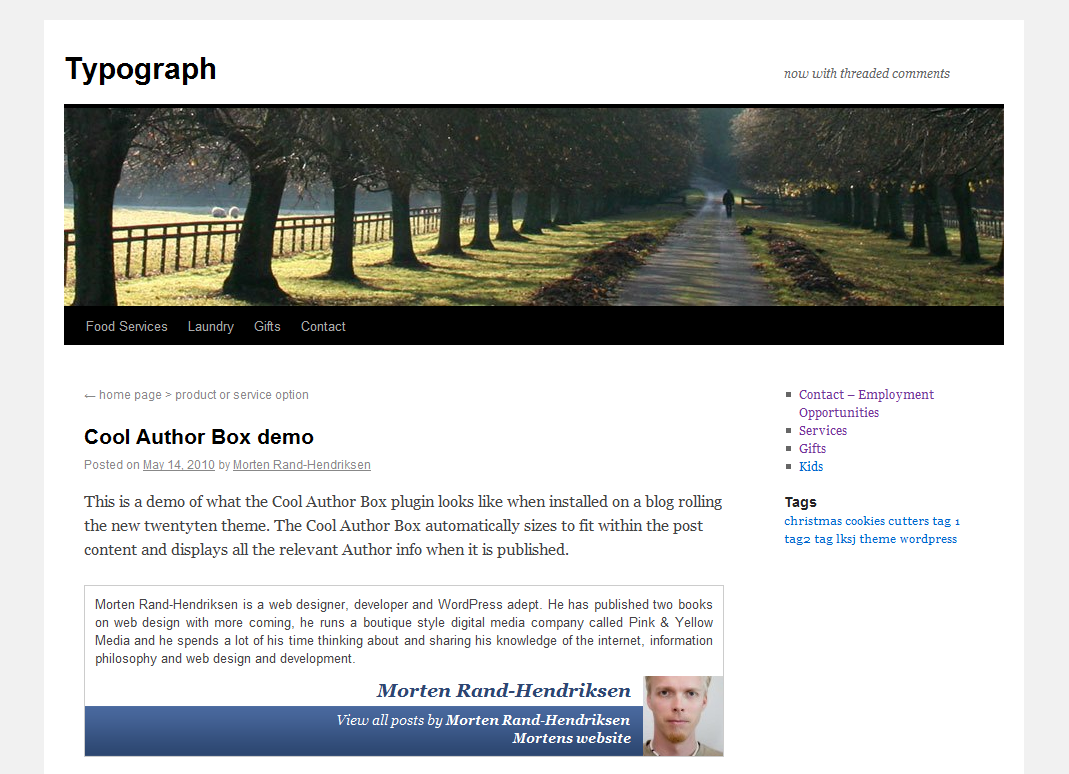 Typograph
now with threaded comments
Food Services Laundry Gifts Contact
← home page > product or service option
Cool Author Box demo
Posted on May 14, 2010 by Morten Rand-Hendriksen
This is a demo of what the Cool Author Box plugin looks like when installed on a blog rolling
the new twentyten theme. The Cool Author Box automatically sizes to fit within the post
content and displays all the relevant Author info when it is published.
Morten Rand-Hendriksen is a web designer, developer and WordPress adept. He has published two books
on web design with more coming, he runs a boutique style digital media company called Pink & Yellow
Media and he spends a lot of his time thinking about and sharing his knowledge of the internet, information
philosophy and web design and development.
Morten Rand-Hendriksen
View all posts by Morten Rand-Hendriksen
Mortens website
Contact – Employment
Opportunities
Services
Gifts
Kids
Tags
christmas cookies cutters tag 1
tag2 tag lksj theme wordpress